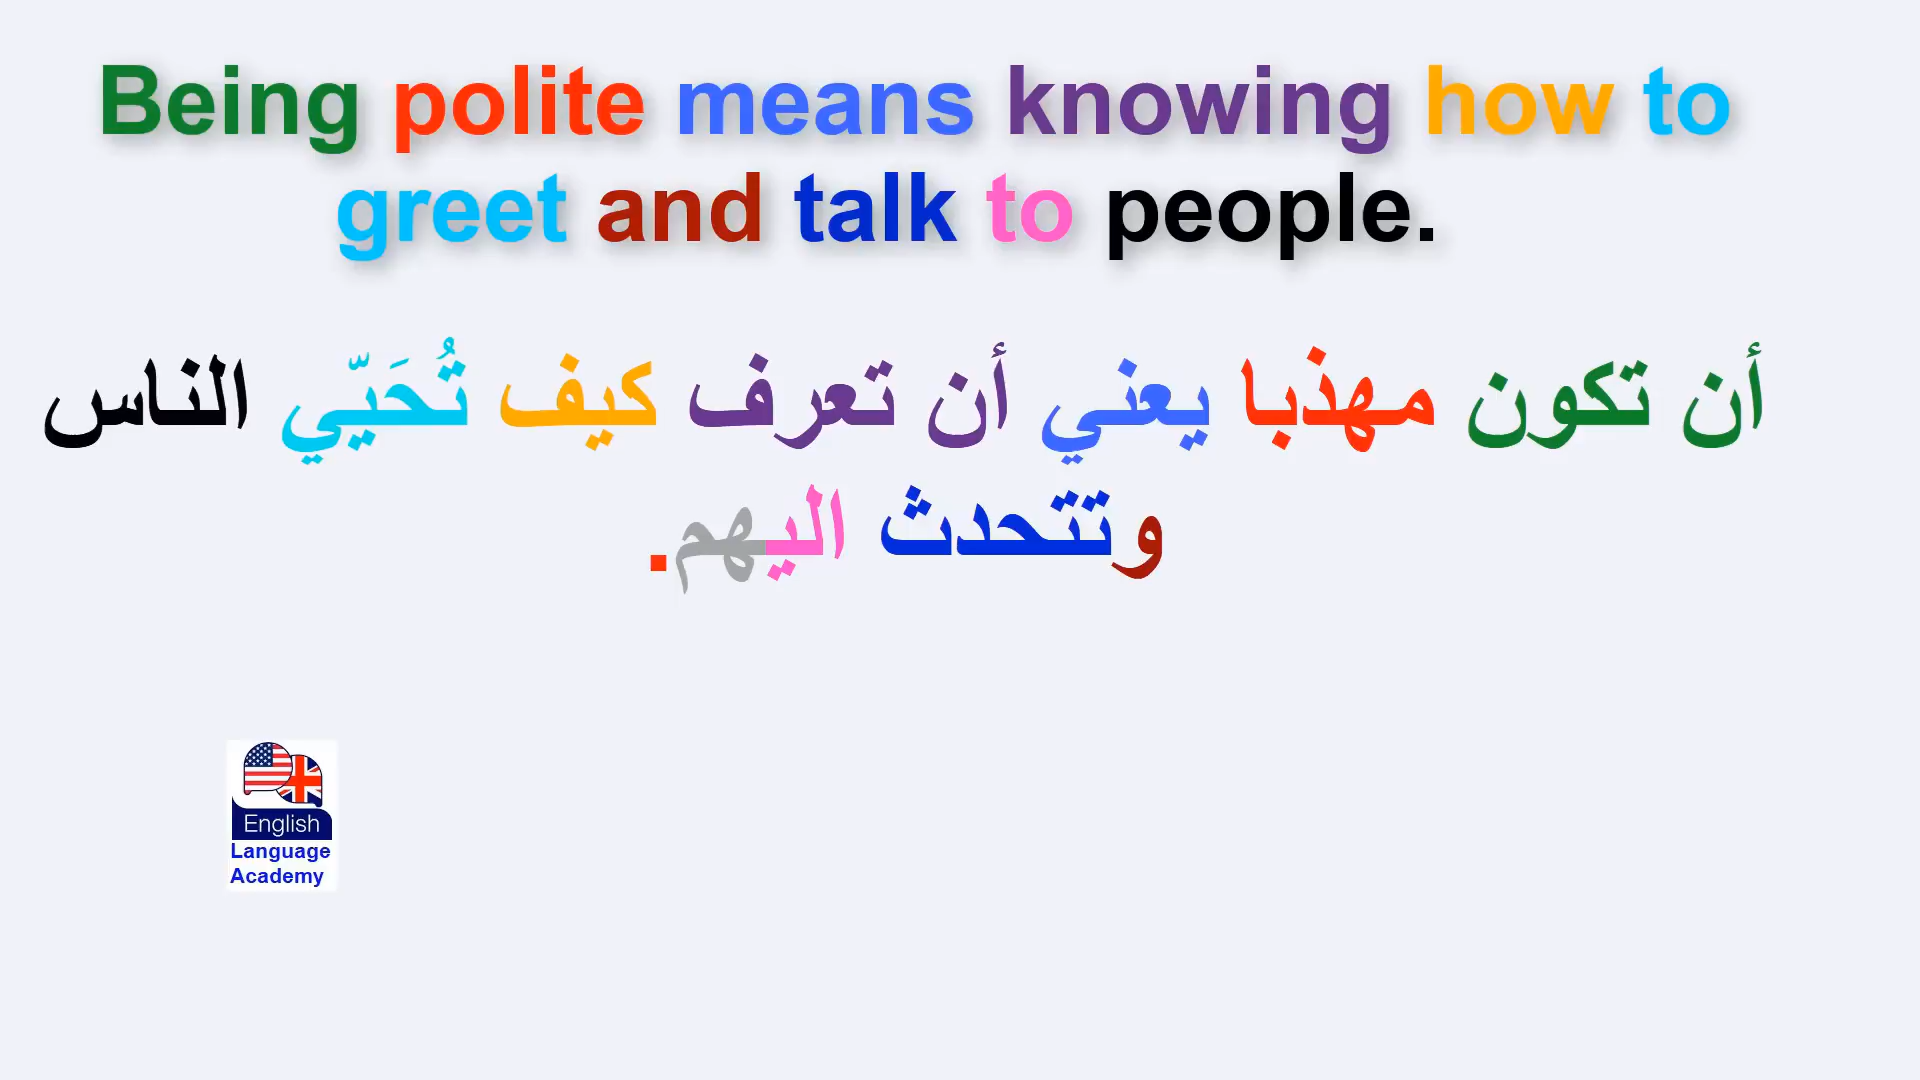 Being polite means knowing how to
greet and talk to people.
أن تكون مهذبا يعني أن تعرف كيف تُحَيّي الناس
وتتحدث اليهم.
English
Language
Academy